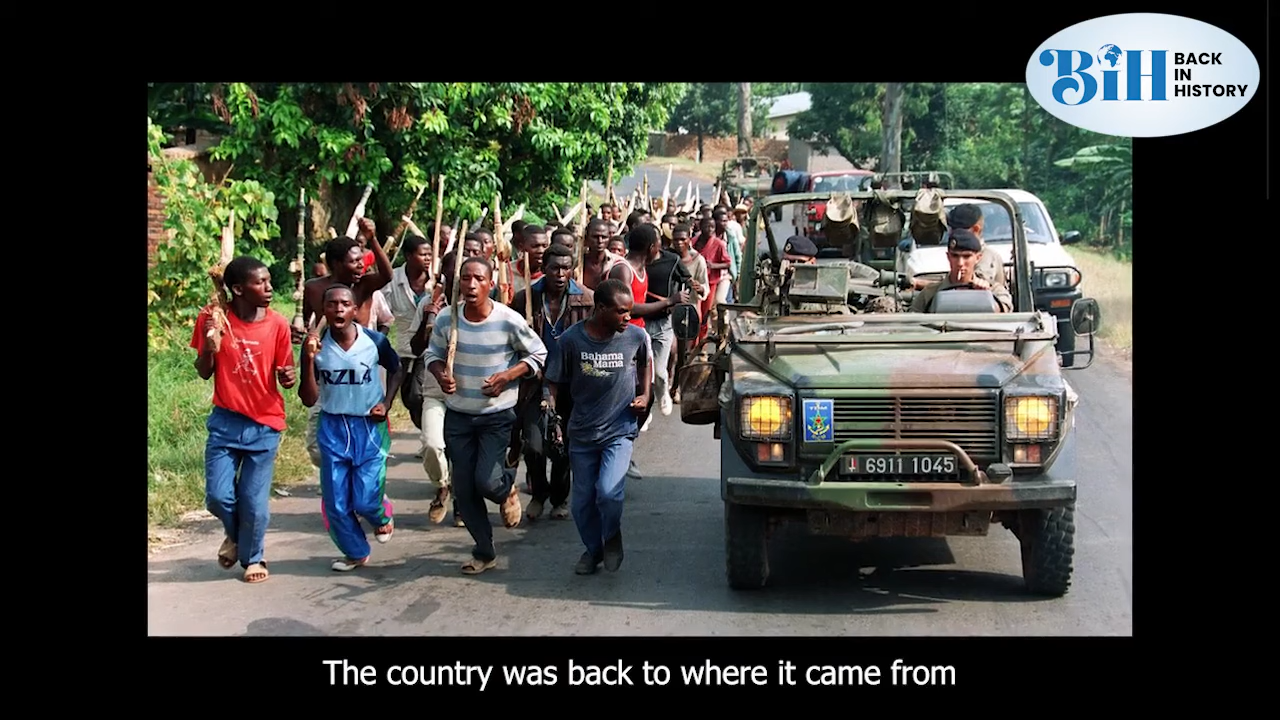 BiH BACK
IN
HISTORY
RZLA
Bahama
Mama
6911 1045
The country was back to where it came from